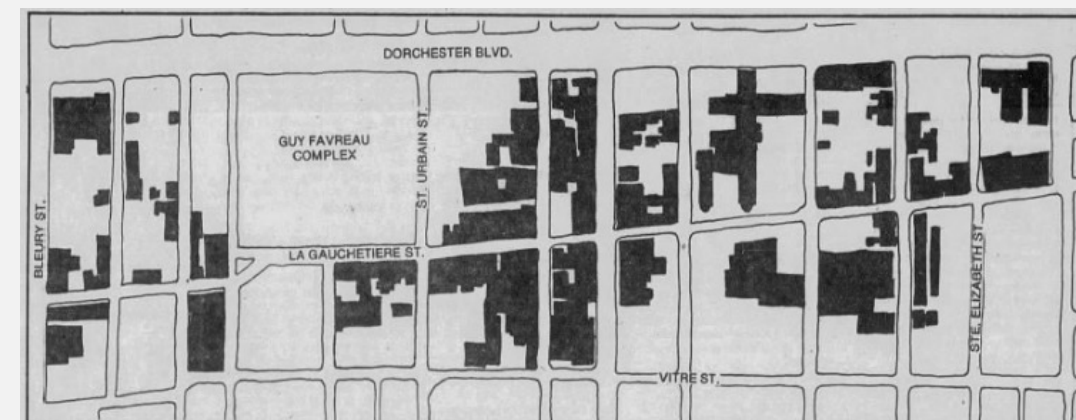 DORCHESTER BLVD.
GUY FAVREAU
COMPLEX
ST. URBAIN ST.
BLEURY ST.
LA GAUCHETIERE ST.
STE. ELIZABETH ST.
VITRE ST.